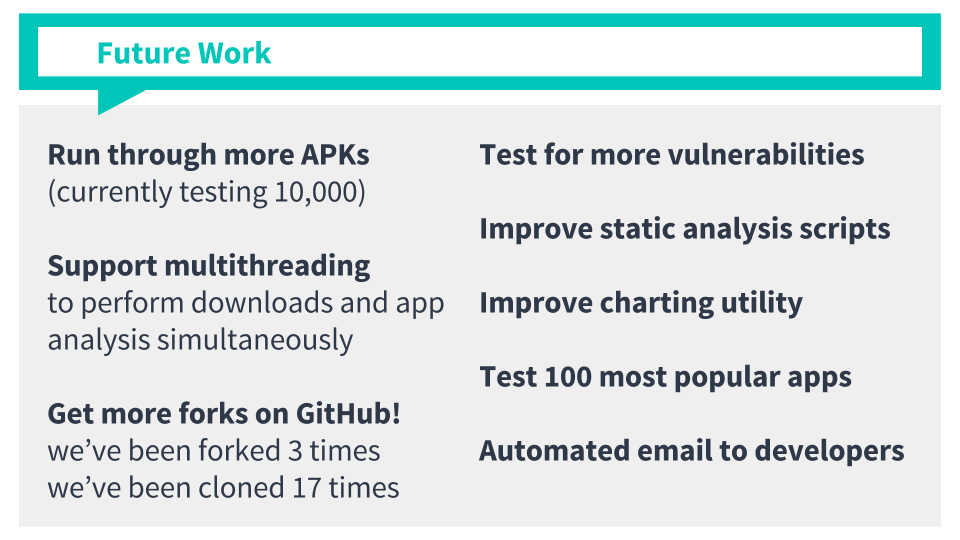 Future Work
Run through more APKs
(currently testing 10,000)
Support multithreading
to perform downloads and app
analysis simultaneously
Get more forks on GitHub!
we’ve been forked 3 times
we’ve been cloned 17 times
Test for more vulnerabilities
Improve static analysis scripts
Improve charting utility
Test 100 most popular apps
Automated email to developers